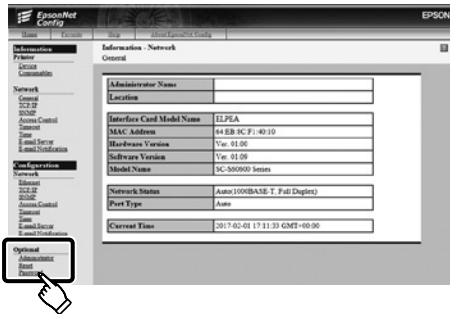 EpsonNet
Config
EPSON
Home
Favorite
Help
About EpsonNet Config
Information
Printer
Device
Consumables
Network
General
TCP/IP
SNMP
Access Control
Timeout
Time
E-mail Server
E-mail Notification
Configuration
Network
Ethernet
TCP/IP
SNMP
Access Control
Timeout
Time
E-mail Server
E-mail Notification
Optional
Administrator
Reset
Password
Information - Network
?
General
Administrator Name
Location
Interface Card Model Name ELPEA
MAC Address 64:EB:8C:F1:40:10
Hardware Version Ver. 01.00
Software Version Ver. 01.09
Model Name SC-S60600 Series
Network Status Auto(1000BASE-T, Full Duplex)
Port Type Auto
Current Time 2017-02-01 17:11:33 GMT+00:00